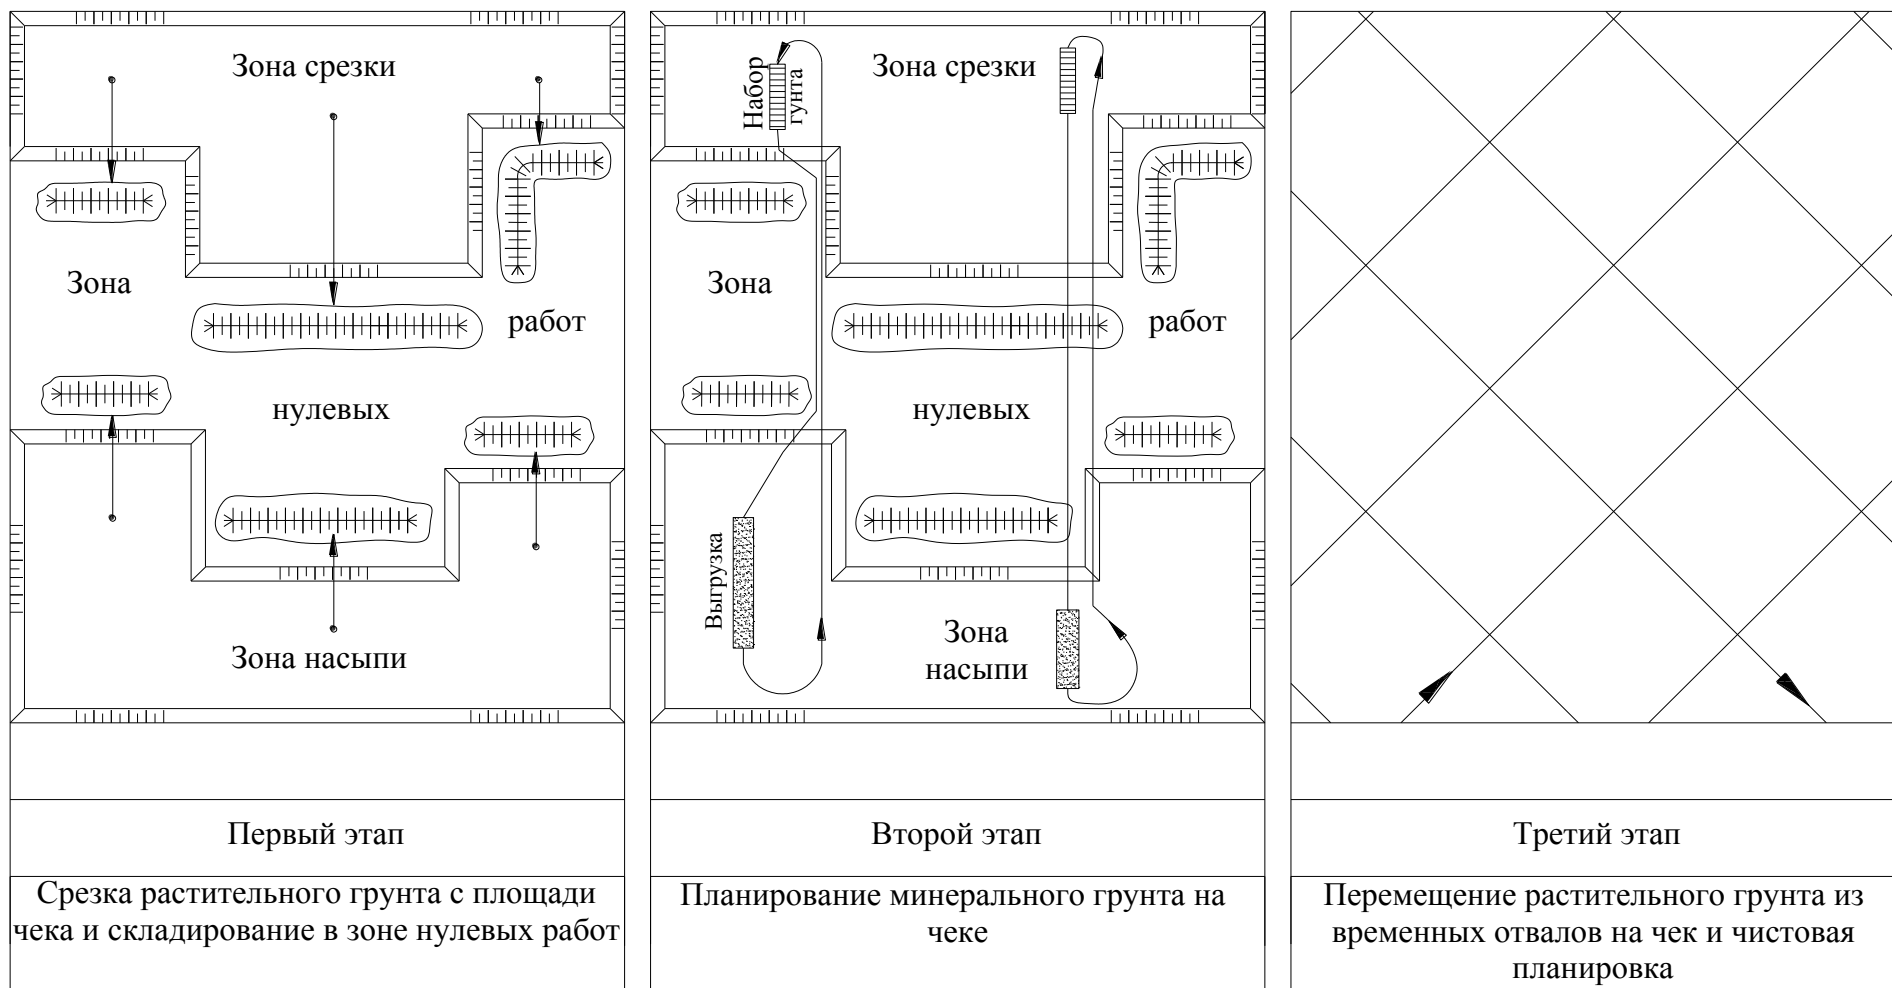 Зона срезки
Зона
работ
нулевых
Зона насыпи
Первый этап
Срезка растительного грунта с площади
чека и складирование в зоне нулевых работ
Набор
гунта
Зона срезки
Зона
работ
нулевых
Выгрузка
Зона
насыпи
Второй этап
Планирование минерального грунта на
чеке
Третий этап
Перемещение растительного грунта из
временных отвалов на чек и чистовая
планировка